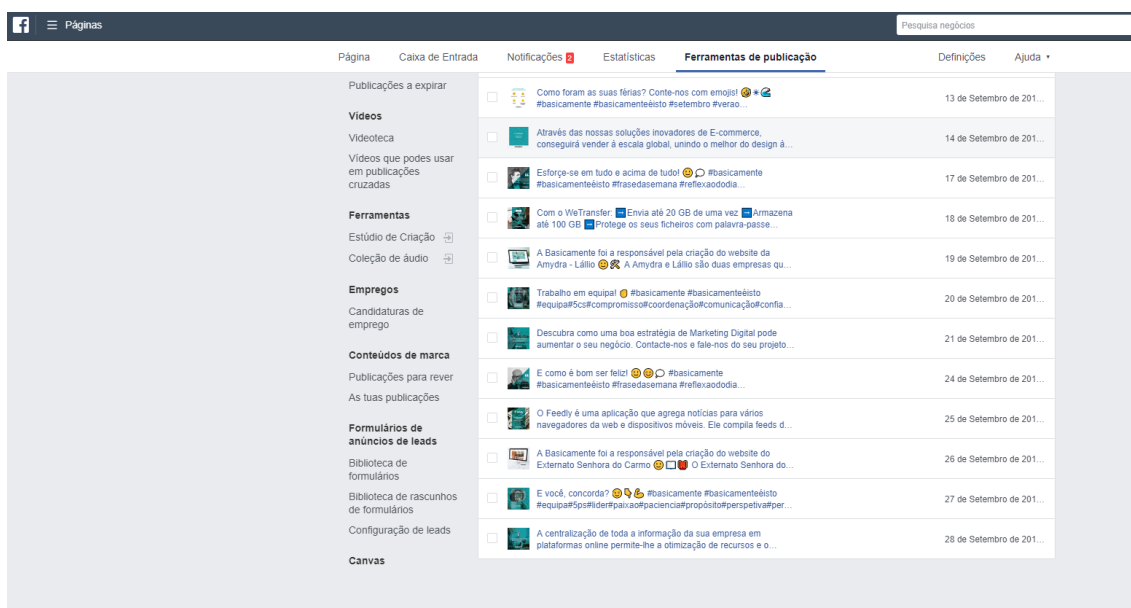 Páginas
Pesquisa negócios
Página Caixa de Entrada Notificações 2 Estatísticas Ferramentas de publicação Definições Ajuda
Publicações a expirar
Vídeos
Videoteca
Vídeos que podes usar
em publicações
cruzadas
Ferramentas
Estúdio de Criação
Coleção de áudio
Empregos
Candidaturas de
emprego
Conteúdos de marca
Publicações para rever
As tuas publicações
Formulários de
anúncios de leads
Biblioteca de
formulários
Biblioteca de rascunhos
de formulários
Configuração de leads
Canvas
Como foram as suas férias? Conte-nos com emojis! 🤣☀🌊
#basicamente #basicamenteéisto #setembro #verao...
13 de Setembro de 201...
Através das nossas soluções inovadores de E-commerce,
conseguirá vender à escala global, unindo o melhor do design à...
14 de Setembro de 201...
Esforçe-se em tudo e acima de tudo! 🙂💬 #basicamente
#basicamenteéisto #frasedasemana #reflexaododia...
17 de Setembro de 201...
Com o WeTransfer: ➡Envia até 20 GB de uma vez ➡Armazena
até 100 GB ➡Protege os seus ficheiros com palavra-passe...
18 de Setembro de 201...
A Basicamente foi a responsável pela criação do website da
Amydra - Lállio 🙂🛠 A Amydra e Lállio são duas empresas qu...
19 de Setembro de 201...
Trabalho em equipa! #basicamente #basicamenteéisto
#equipa#5cs#compromisso#coordenação#comunicação#confia...
20 de Setembro de 201...
Descubra como uma boa estratégia de Marketing Digital pode
aumentar o seu negócio. Contacte-nos e fale-nos do seu projeto...
21 de Setembro de 201...
E como é bom ser feliz! 🙂😄💬 #basicamente
#basicamenteéisto #frasedasemana #reflexaododia...
24 de Setembro de 201...
O Feedly é uma aplicação que agrega notícias para vários
navegadores da web e dispositivos móveis. Ele compila feeds d...
25 de Setembro de 201...
A Basicamente foi a responsável pela criação do website do
Externato Senhora do Carmo O Externato Senhora do...
26 de Setembro de 201...
E você, concorda? #basicamente #basicamenteéisto
#equipa#5ps#lider#paixao#paciencia#propósito#perspetiva#per...
27 de Setembro de 201...
A centralização de toda a informação da sua empresa em
plataformas online permite-lhe a otimização de recursos e o...
28 de Setembro de 201...